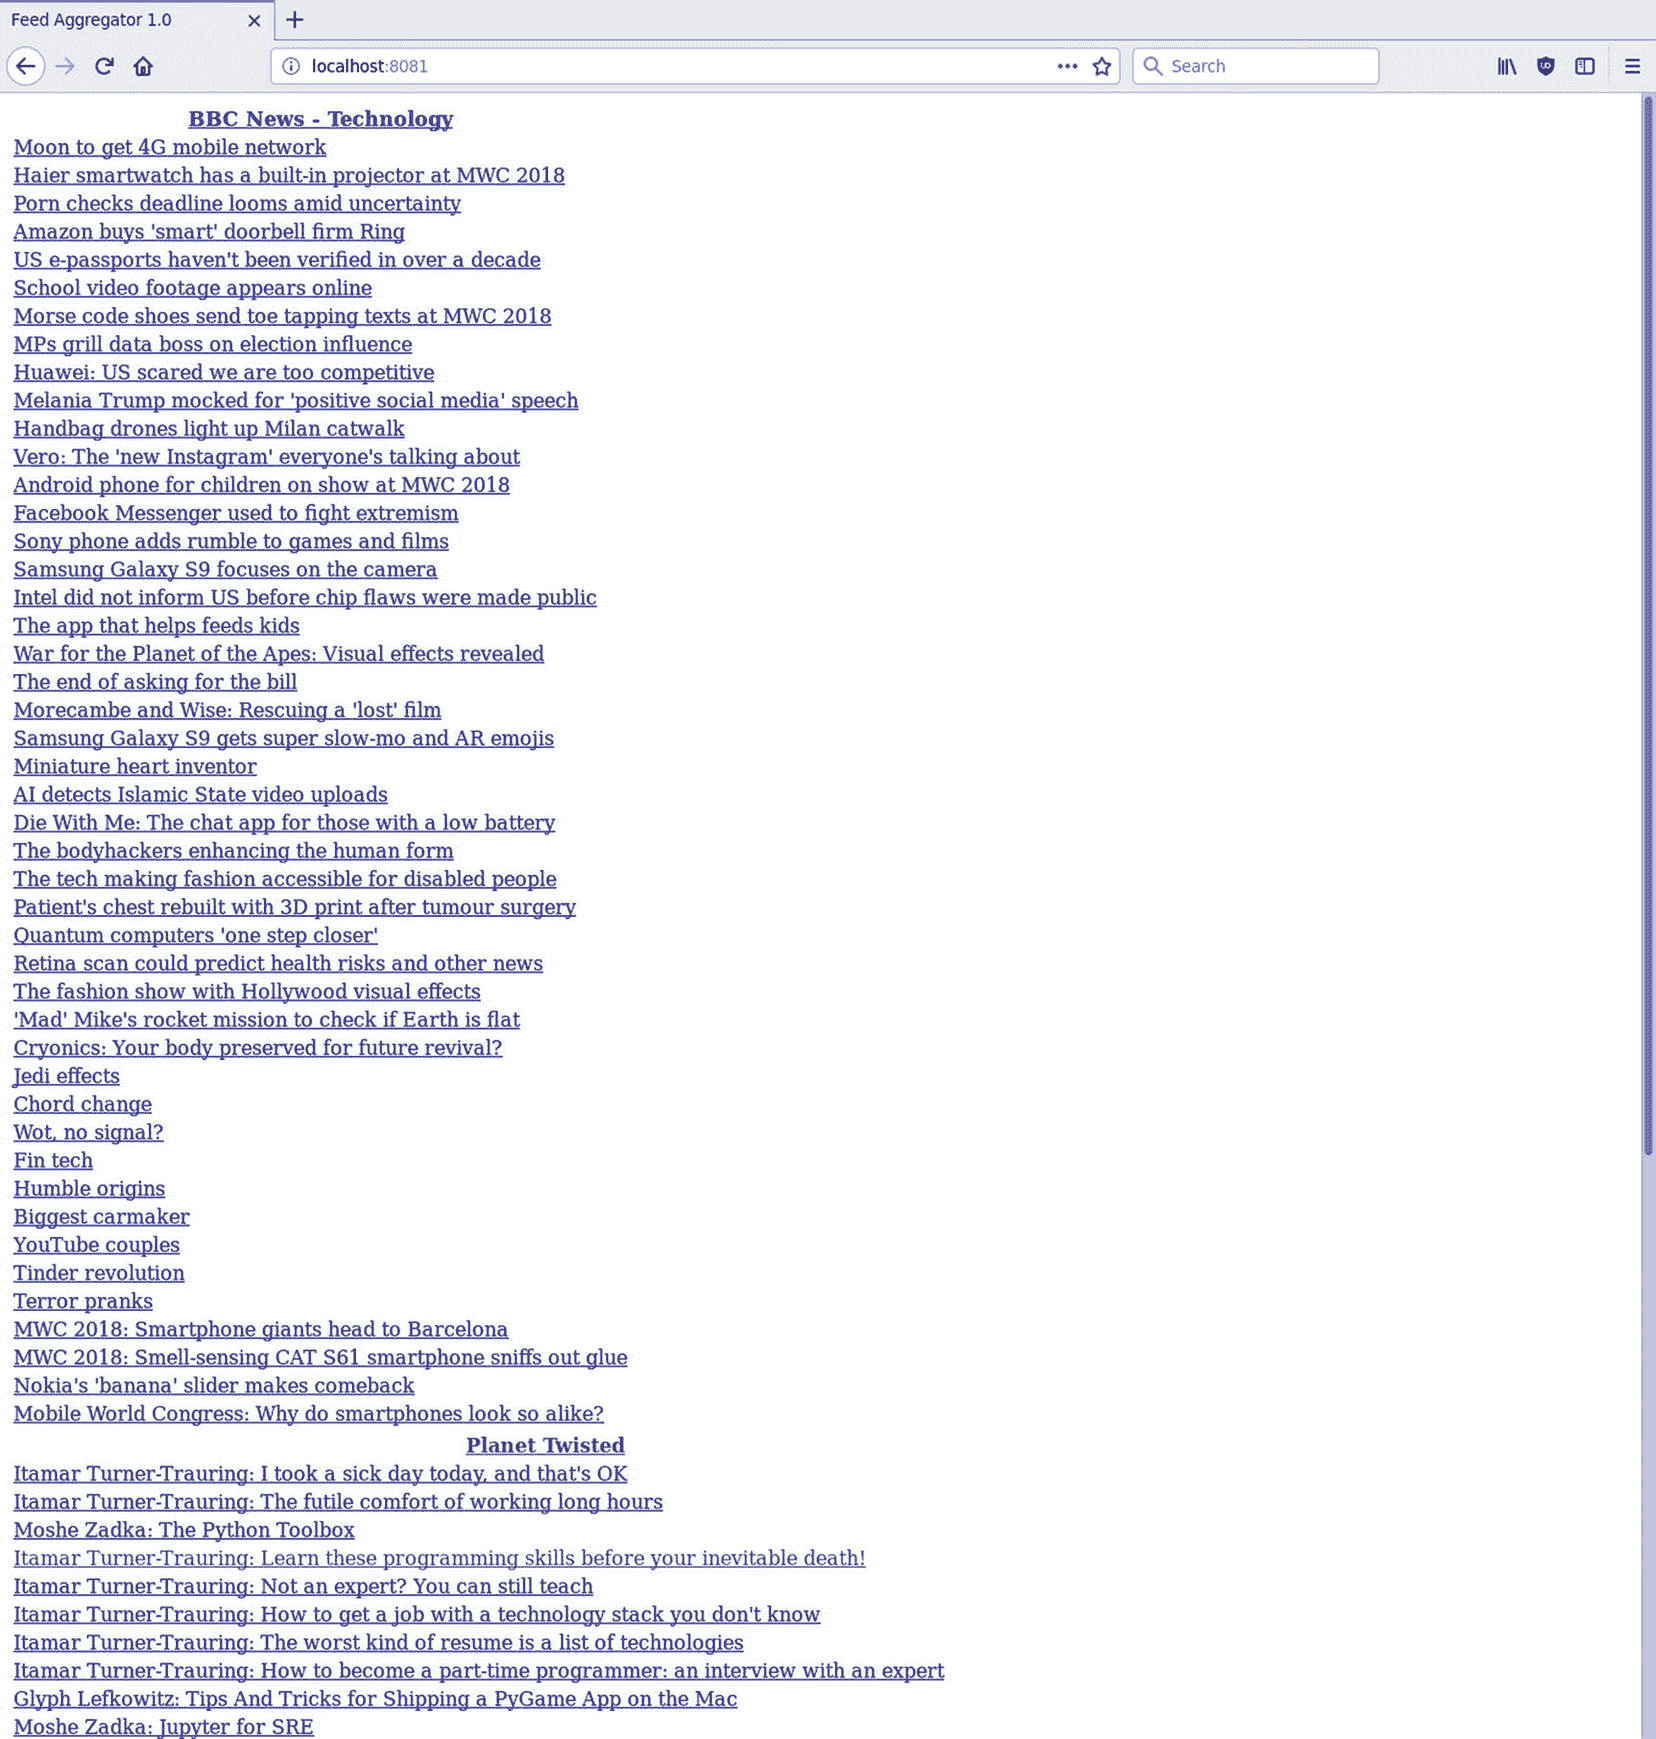 Feed Aggregator 1.0
localhost:8081
Search
BBC News - Technology
Moon to get 4G mobile network
Haier smartwatch has a built-in projector at MWC 2018
Porn checks deadline looms amid uncertainty
Amazon buys 'smart' doorbell firm Ring
US e-passports haven't been verified in over a decade
School video footage appears online
Morse code shoes send toe tapping texts at MWC 2018
MPs grill data boss on election influence
Huawei: US scared we are too competitive
Melania Trump mocked for 'positive social media' speech
Handbag drones light up Milan catwalk
Vero: The 'new Instagram' everyone's talking about
Android phone for children on show at MWC 2018
Facebook Messenger used to fight extremism
Sony phone adds rumble to games and films
Samsung Galaxy S9 focuses on the camera
Intel did not inform US before chip flaws were made public
The app that helps feeds kids
War for the Planet of the Apes: Visual effects revealed
The end of asking for the bill
Morecambe and Wise: Rescuing a 'lost' film
Samsung Galaxy S9 gets super slow-mo and AR emojis
Miniature heart inventor
AI detects Islamic State video uploads
Die With Me: The chat app for those with a low battery
The bodyhackers enhancing the human form
The tech making fashion accessible for disabled people
Patient's chest rebuilt with 3D print after tumour surgery
Quantum computers 'one step closer'
Retina scan could predict health risks and other news
The fashion show with Hollywood visual effects
'Mad' Mike's rocket mission to check if Earth is flat
Cryonics: Your body preserved for future revival?
Jedi effects
Chord change
Wot, no signal?
Fin tech
Humble origins
Biggest carmaker
YouTube couples
Tinder revolution
Terror pranks
MWC 2018: Smartphone giants head to Barcelona
MWC 2018: Smell-sensing CAT S61 smartphone sniffs out glue
Nokia's 'banana' slider makes comeback
Mobile World Congress: Why do smartphones look so alike?
Planet Twisted
Itamar Turner-Trauring: I took a sick day today, and that's OK
Itamar Turner-Trauring: The futile comfort of working long hours
Moshe Zadka: The Python Toolbox
Itamar Turner-Trauring: Learn these programming skills before your inevitable death!
Itamar Turner-Trauring: Not an expert? You can still teach
Itamar Turner-Trauring: How to get a job with a technology stack you don't know
Itamar Turner-Trauring: The worst kind of resume is a list of technologies
Itamar Turner-Trauring: How to become a part-time programmer: an interview with an expert
Glyph Lefkowitz: Tips And Tricks for Shipping a PyGame App on the Mac
Moshe Zadka: Jupyter for SRE